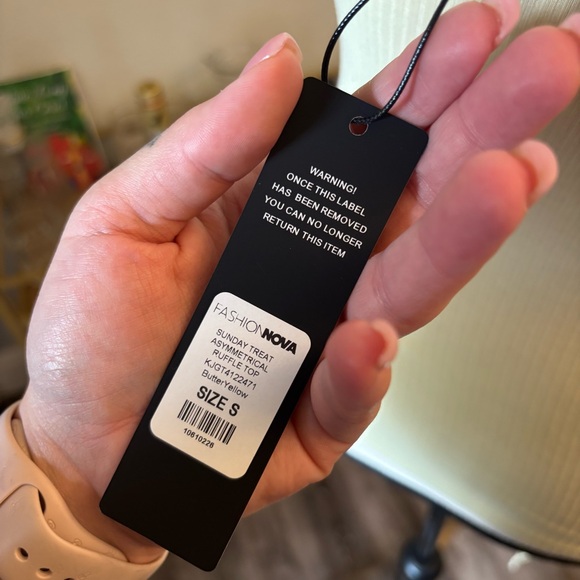 WARNING!
ONCE THIS LABEL
HAS BEEN REMOVED
YOU CAN NO LONGER
RETURN THIS ITEM
FASHIONNOVA
SUNDAY TREAT
ASYMMETRICAL
RUFFLE TOP
KJGT4122471
ButterYellow
SIZE S
10610226